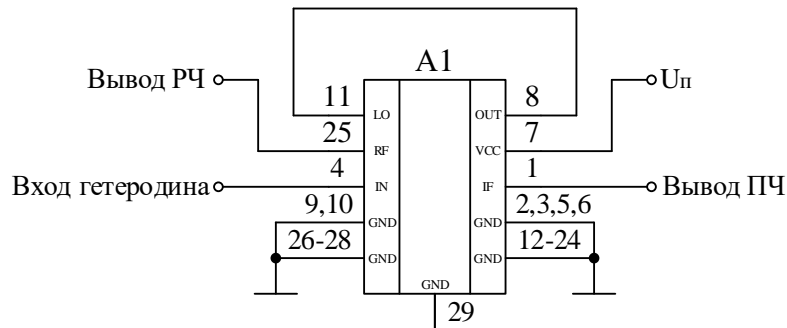 A1
Вывод РЧ
Uп
11
LO
OUT
8
25
RF
VCC
7
Вход гетеродина
4
IN
IF
1
Вывод ПЧ
9,10
GND
GND
2,3,5,6
26-28
GND
GND
12-24
GND
29